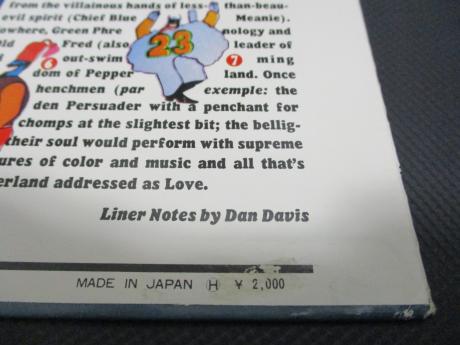 from the villainous hands of less- than-beau-
evil spirit (Chief Blue Meanie).
owhere, Green Phre nology and
Old Fred (also leader of
6 out-swim 7 ming
dom of Pepper land. Once
henchmen (par exemple: the
den Persuader with a penchant for
chomps at the slightest bit; the bellig-
their soul would perform with supreme
ures of color and music and all that's
erland addressed as Love.
23
Liner Notes by Dan Davis
MADE IN JAPAN Ⓗ ¥ 2,000